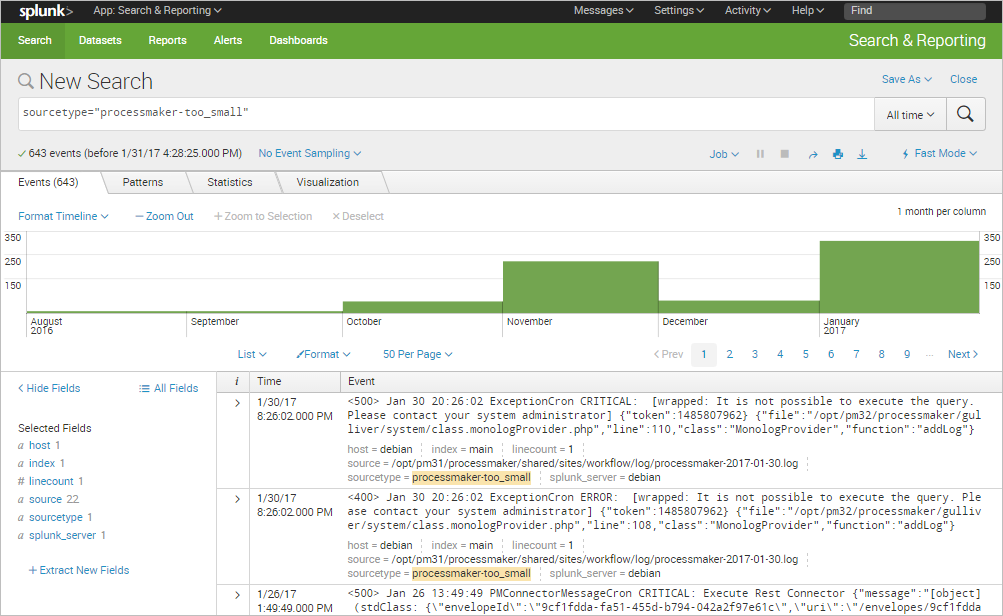 splunk> App: Search & Reporting Messages Settings Activity Help Find
Search Datasets Reports Alerts Dashboards Search & Reporting
New Search Save As Close
sourcetype="processmaker-too_small" All time
643 events (before 1/31/17 4:28:25.000 PM) No Event Sampling Job Fast Mode
Events (643) Patterns Statistics Visualization
Format Timeline — Zoom Out + Zoom to Selection × Deselect 1 month per column
350 350
250 250
150 150
August September October November December January
2016 2017
List Format 50 Per Page < Prev 1 2 3 4 5 6 7 8 9 ... Next >
< Hide Fields All Fields i Time Event
Selected Fields
a host 1
a index 1
# linecount 1
a source 22
a sourcetype 1
a splunk_server 1
+ Extract New Fields
> 1/30/17 <500> Jan 30 20:26:02 ExceptionCron CRITICAL:  [wrapped: It is not possible to execute the query.
8:26:02.000 PM Please contact your system administrator] {"token":1485807962} {"file":"/opt/pm32/processmaker/gul
liver/system/class.monologProvider.php","line":110,"class":"MonologProvider","function":"addLog"}
host = debian index = main linecount = 1
source = /opt/pm31/processmaker/shared/sites/workflow/log/processmaker-2017-01-30.log
sourcetype = processmaker-too_small splunk_server = debian
> 1/30/17 <400> Jan 30 20:26:02 ExceptionCron ERROR:  [wrapped: It is not possible to execute the query. Ple
8:26:02.000 PM ase contact your system administrator] {"token":1485807962} {"file":"/opt/pm32/processmaker/gulliv
er/system/class.monologProvider.php","line":108,"class":"MonologProvider","function":"addLog"}
host = debian index = main linecount = 1
source = /opt/pm31/processmaker/shared/sites/workflow/log/processmaker-2017-01-30.log
sourcetype = processmaker-too_small splunk_server = debian
> 1/26/17 <500> Jan 26 13:49:49 PMConnectorMessageCron CRITICAL: Execute Rest Connector {"message":"[object]
1:49:49.000 PM (stdClass: {\"envelopeId\":\"9cf1fdda-fa51-455d-b794-042a2f97e61c\",\"uri\":\"/envelopes/9cf1fdda